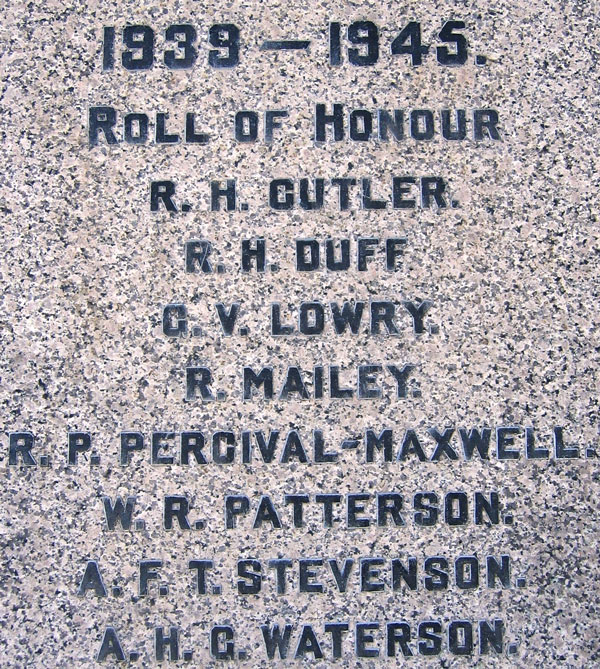 1939 – 1945.
ROLL OF HONOUR
R. H. CUTLER.
R. H. DUFF
G. V. LOWRY.
R. MAILEY.
R. P. PERCIVAL-MAXWELL.
W. R. PATTERSON.
A. F. T. STEVENSON.
A. H. G. WATERSON.